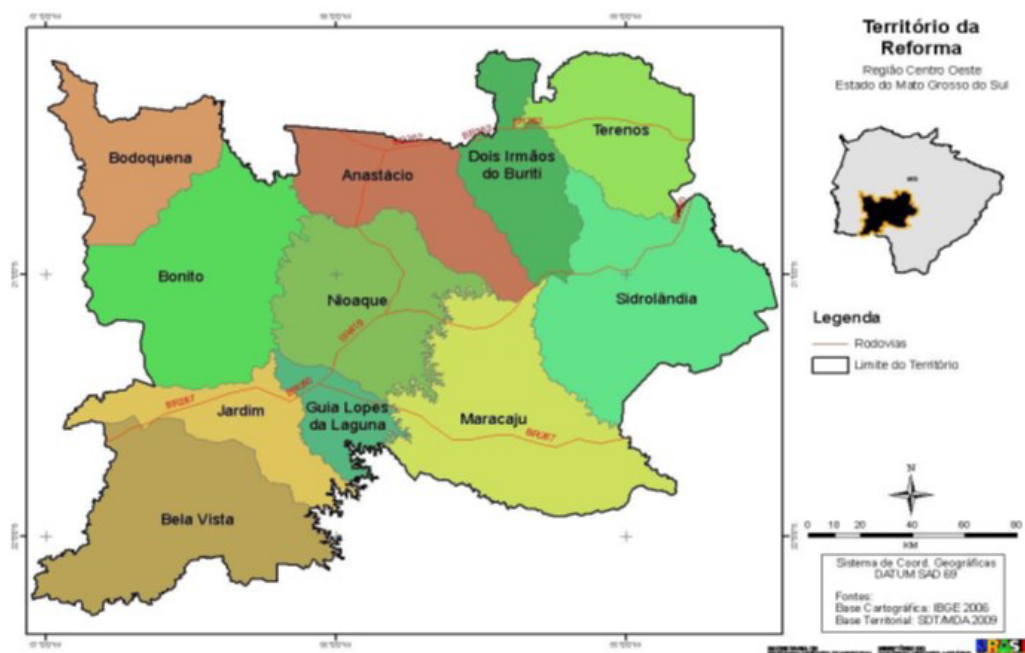 Território da
Reforma
Região Centro Oeste
Estado do Mato Grosso do Sul
Bodoquena
Terenos
Dois Irmãos
do Buriti
Anastácio
Bonito
Nioaque
Sidrolândia
Jardim
Guia Lopes
da Laguna
Maracaju
BR267
BR267
Bela Vista
Legenda
Rodovias
Limite do Território
N
0 10 20 40 60 80
KM
Sistema de Coord. Geográficas
DATUM SAD 69
Fontes:
Base Cartográfica: IBGE 2006
Base Territorial: SDT/MDA 2009